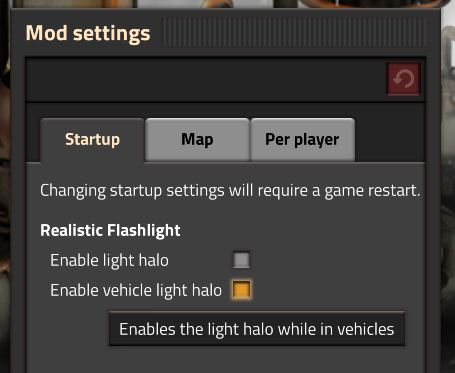 Mod settings
Startup
Map
Per player
Changing startup settings will require a game restart.
Realistic Flashlight
Enable light halo
Enable vehicle light halo
Enables the light halo while in vehicles